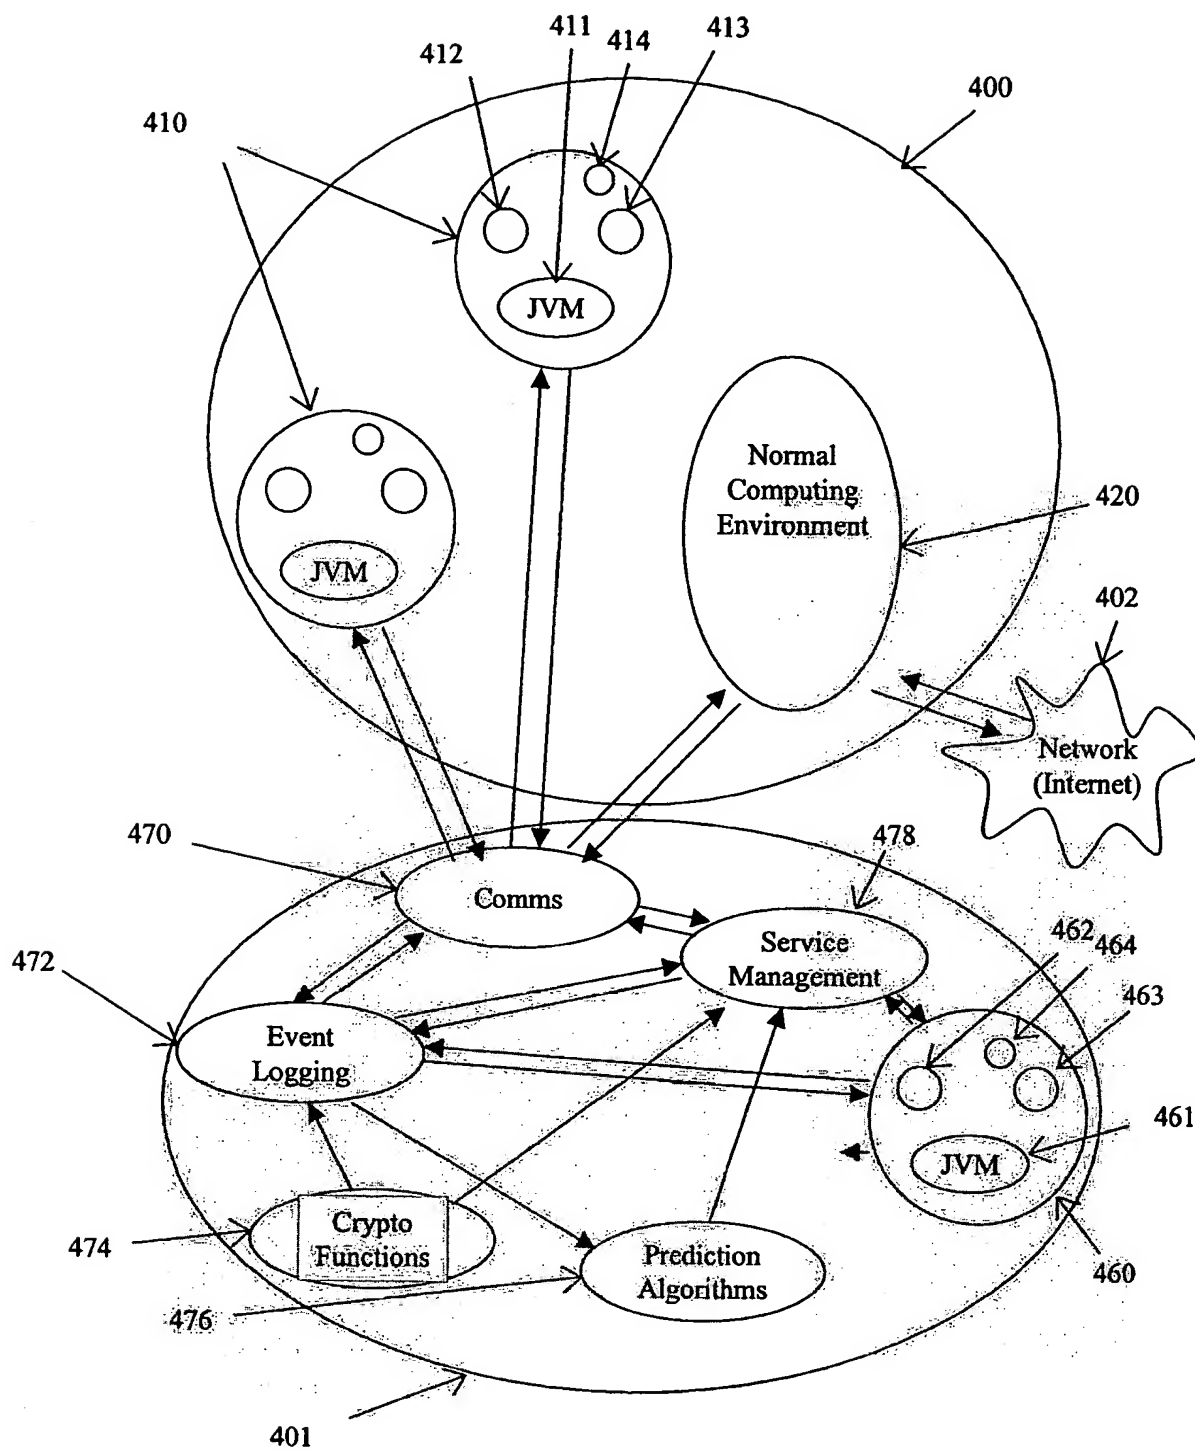 411
414
413
412
400
410
JVM
Normal
Computing
Environment
420
JVM
402
Network
(Internet)
470
478
Comms
462
464
Service
Management
472
463
Event
Logging
461
JVM
Crypto
Functions
474
Prediction
Algorithms
460
476
401